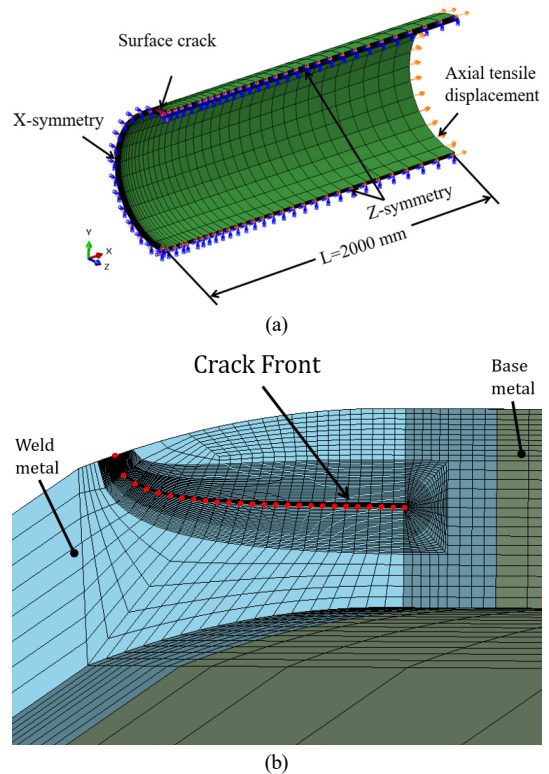 Surface crack
X-symmetry
Axial tensile
displacement
Z-symmetry
L=2000 mm
Y
X
Z
(a)
Crack Front
Base
metal
Weld
metal
(b)